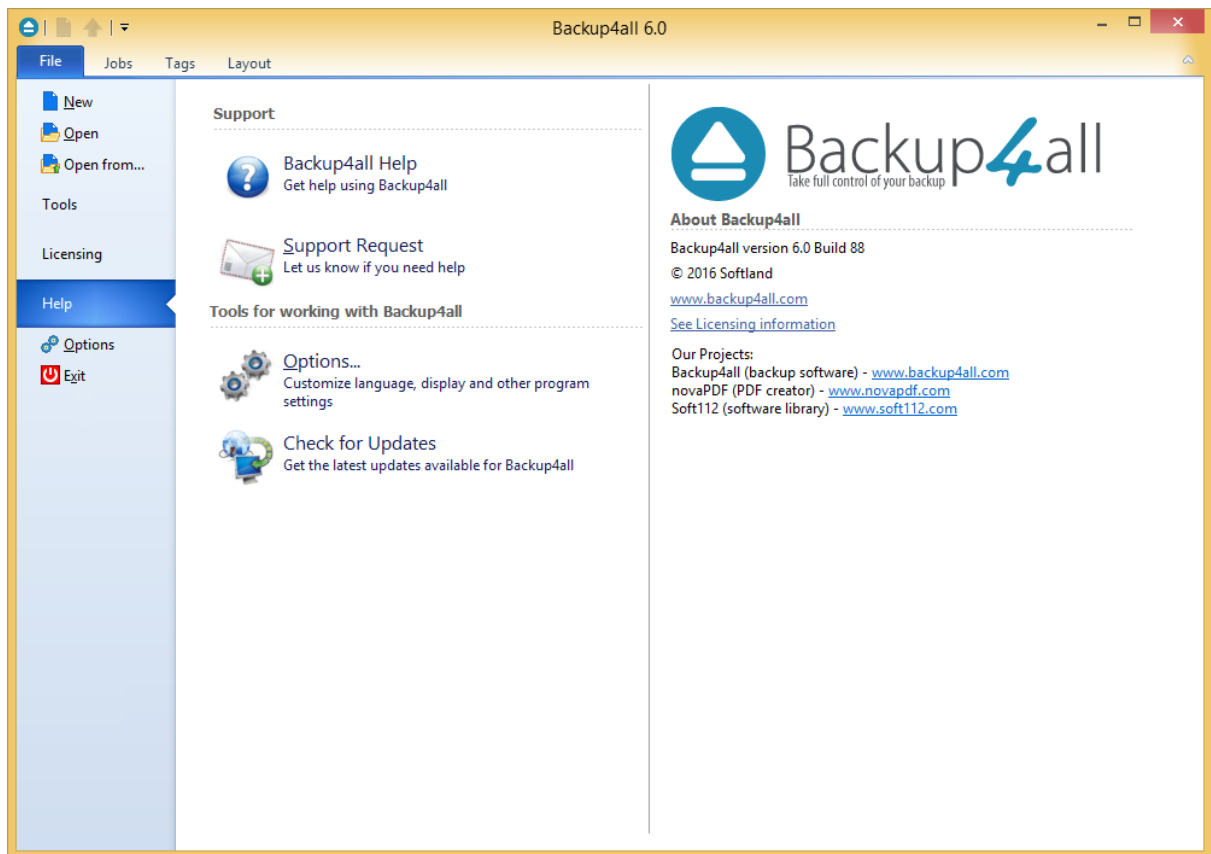 Backup4all 6.0
File
Jobs
Tags
Layout
New
Open
Open from...
Tools
Licensing
Help
Options
Exit
Support
Backup4all Help
Get help using Backup4all
Support Request
Let us know if you need help
Tools for working with Backup4all
Options...
Customize language, display and other program
settings
Check for Updates
Get the latest updates available for Backup4all
Backup4all
Take full control of your backup
About Backup4all
Backup4all version 6.0 Build 88
© 2016 Softland
www.backup4all.com
See Licensing information
Our Projects:
Backup4all (backup software) - www.backup4all.com
novaPDF (PDF creator) - www.novapdf.com
Soft112 (software library) - www.soft112.com